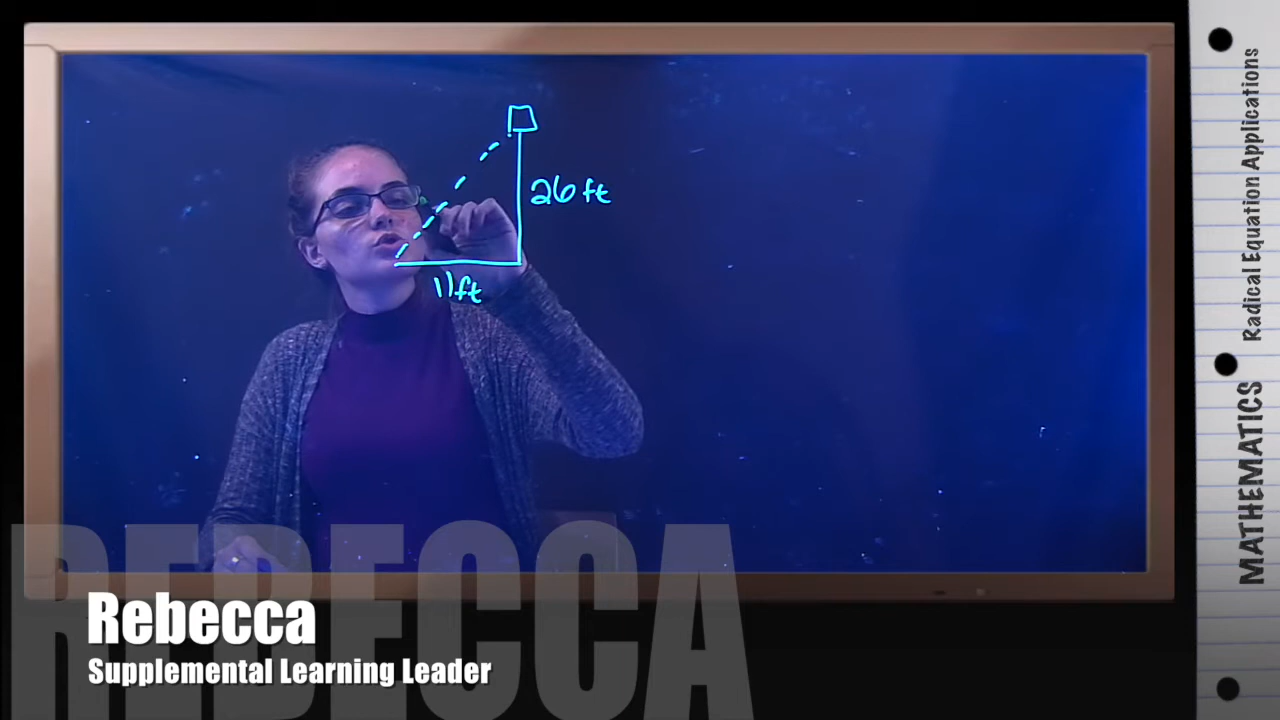 26 ft
11 ft
REBECCA
Rebecca
Supplemental Learning Leader
MATHEMATICS Radical Equation Applications